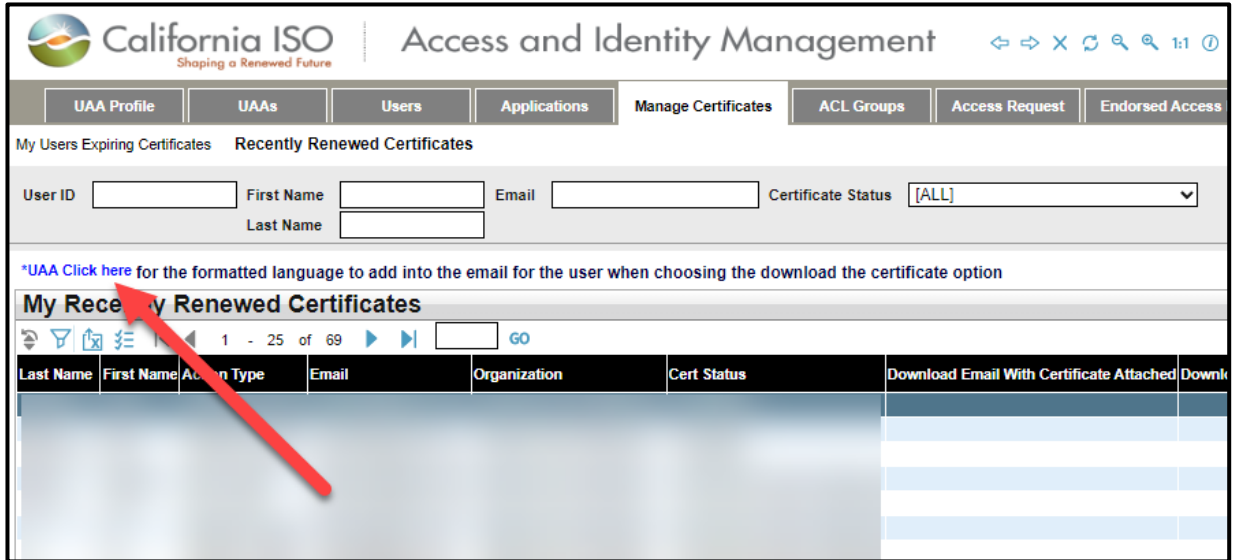 California ISO
Shaping a Renewed Future
Access and Identity Management
1:1
UAA Profile UAAs Users Applications Manage Certificates ACL Groups Access Request Endorsed Access
My Users Expiring Certificates Recently Renewed Certificates
User ID First Name Email Certificate Status [ALL]
Last Name
*UAA Click here for the formatted language to add into the email for the user when choosing the download the certificate option
My Renewed Certificates
1 - 25 of 69 GO
Last Name First Name Type Email Organization Cert Status Download Email With Certificate Attached